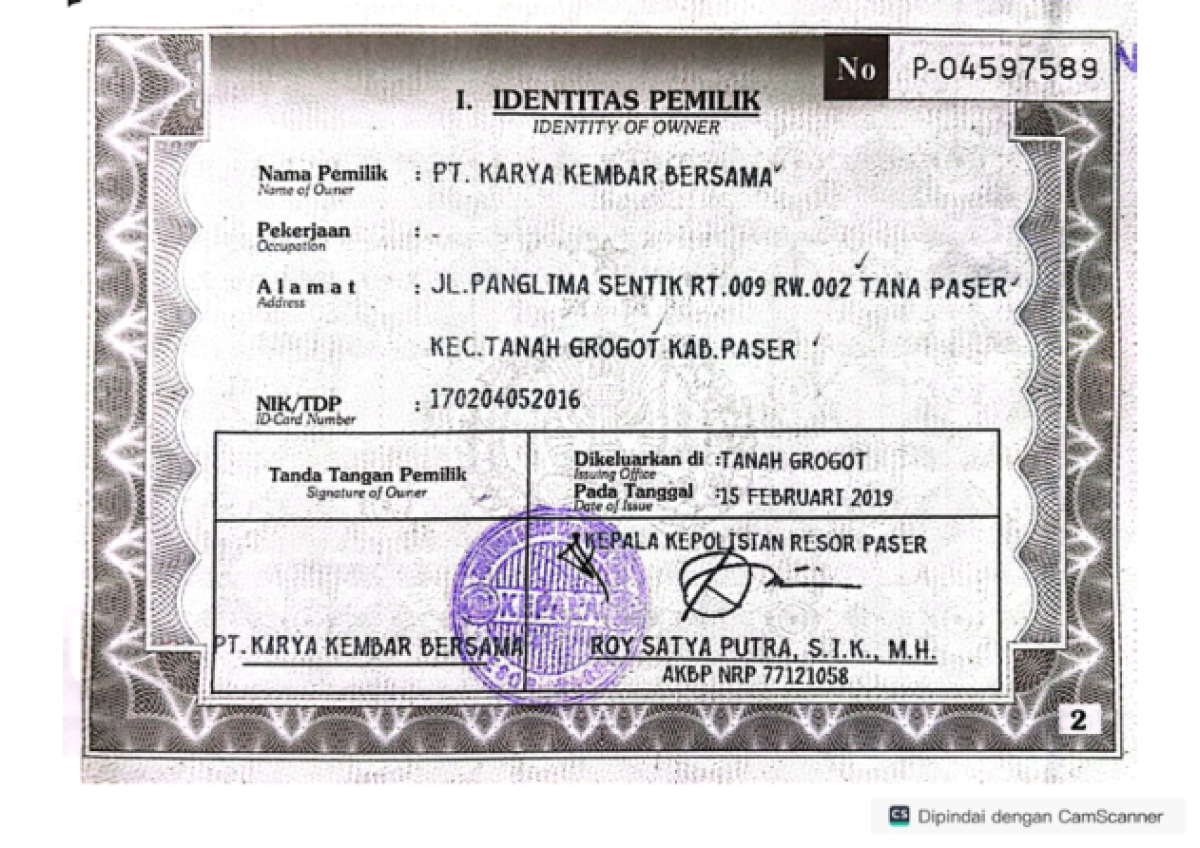 No P-04597589
I. IDENTITAS PEMILIK
IDENTITY OF OWNER
Nama Pemilik : PT. KARYA KEMBAR BERSAMA
Name of Owner
Pekerjaan : -
Occupation
Alamat : JL.PANGLIMA SENTIK RT.009 RW.002 TANA PASER
Address
KEC.TANAH GROGOT KAB.PASER
NIK/TDP : 170204052016
ID-Card Number
Tanda Tangan Pemilik
Signature of Owner
Dikeluarkan di : TANAH GROGOT
Issuing Office
Pada Tanggal : 15 FEBRUARI 2019
Date of Issue
KEPALA KEPOLISIAN RESOR PASER
KEPALA
PT. KARYA KEMBAR BERSAMA
ROY SATYA PUTRA, S.I.K., M.H.
AKBP NRP 77121058
2
CS Dipindai dengan CamScanner